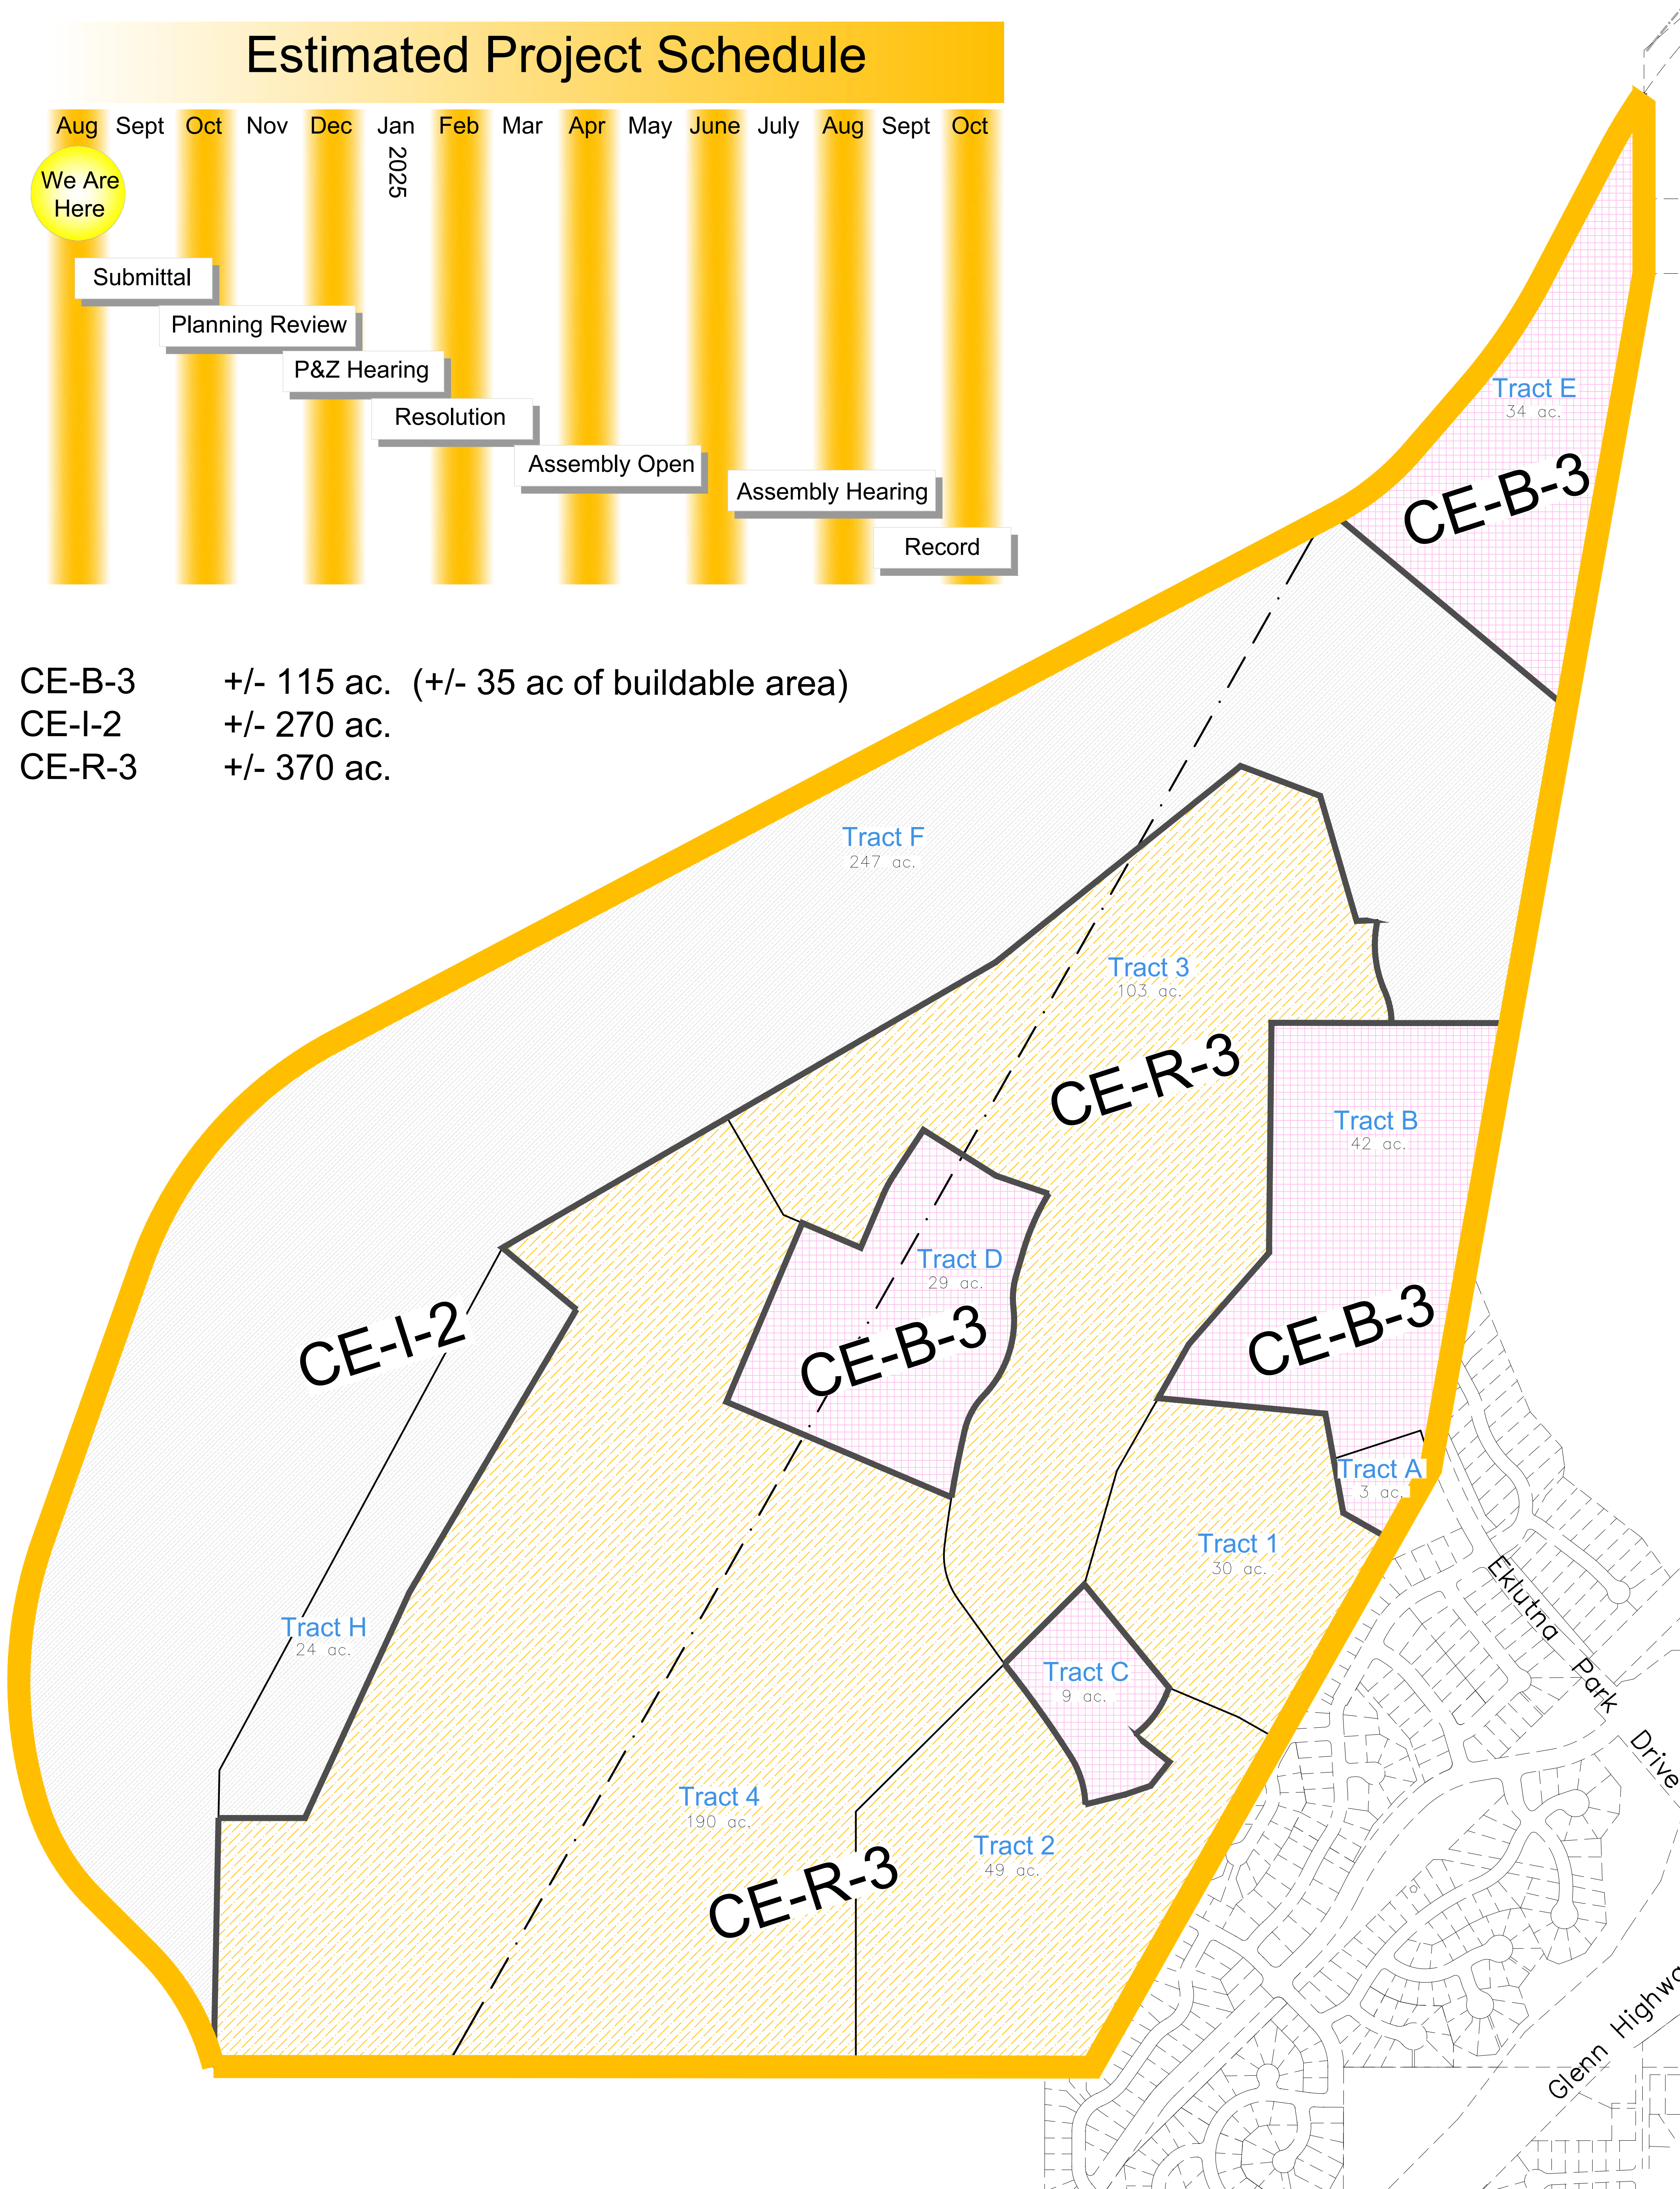 Estimated Project Schedule
Aug Sept Oct Nov Dec Jan Feb Mar Apr May June July Aug Sept Oct
2025
We Are
Here
Submittal
Planning Review
P&Z Hearing
Resolution
Assembly Open
Assembly Hearing
Record
CE-B-3 +/- 115 ac. (+/- 35 ac of buildable area)
CE-I-2 +/- 270 ac.
CE-R-3 +/- 370 ac.
Tract E
34 ac.
CE-B-3
Tract F
247 ac.
Tract 3
103 ac.
CE-R-3
Tract B
42 ac.
Tract D
29 ac.
CE-B-3
CE-B-3
CE-I-2
Tract A
3 ac.
Tract 1
30 ac.
Tract H
24 ac.
Tract C
9 ac.
Tract 4
190 ac.
Tract 2
49 ac.
CE-R-3
Eklutna Park Drive
Glenn Highwa